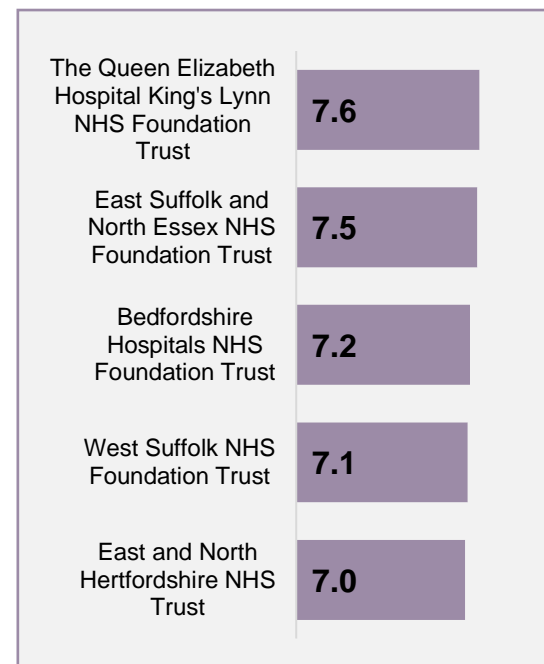 The Queen Elizabeth
Hospital King's Lynn
NHS Foundation
Trust
7.6
East Suffolk and
North Essex NHS
Foundation Trust
7.5
Bedfordshire
Hospitals NHS
Foundation Trust
7.2
West Suffolk NHS
Foundation Trust
7.1
East and North
Hertfordshire NHS
Trust
7.0